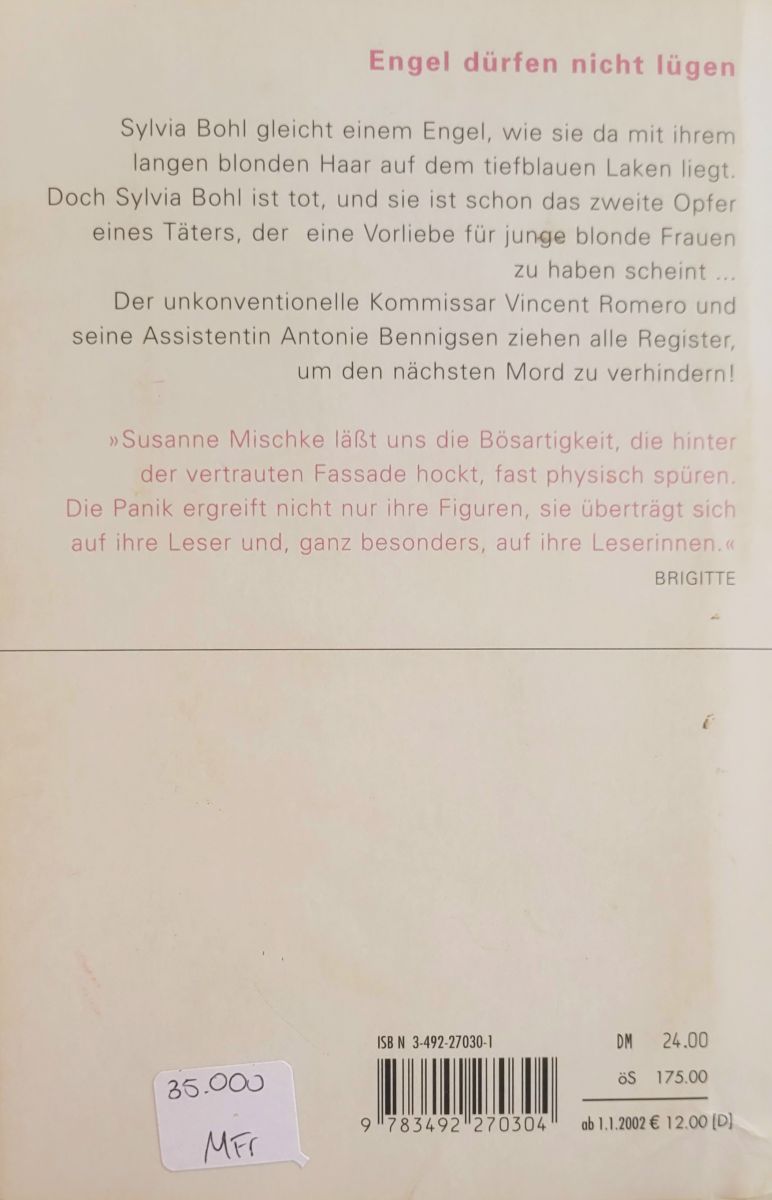 Engel dürfen nicht lügen
Sylvia Bohl gleicht einem Engel, wie sie da mit ihrem
langen blonden Haar auf dem tiefblauen Laken liegt.
Doch Sylvia Bohl ist tot, und sie ist schon das zweite Opfer
eines Täters, der eine Vorliebe für junge blonde Frauen
zu haben scheint ...
Der unkonventionelle Kommissar Vincent Romero und
seine Assistentin Antonie Bennigsen ziehen alle Register,
um den nächsten Mord zu verhindern!
»Susanne Mischke läßt uns die Bösartigkeit, die hinter
der vertrauten Fassade hockt, fast physisch spüren.
Die Panik ergreift nicht nur ihre Figuren, sie überträgt sich
auf ihre Leser und, ganz besonders, auf ihre Leserinnen.«
BRIGITTE
ISBN 3-492-27030-1
9 783492 270304
DM 24.00
öS 175.00
ab 1.1.2002 € 12.00 [D]
35.000
MFr